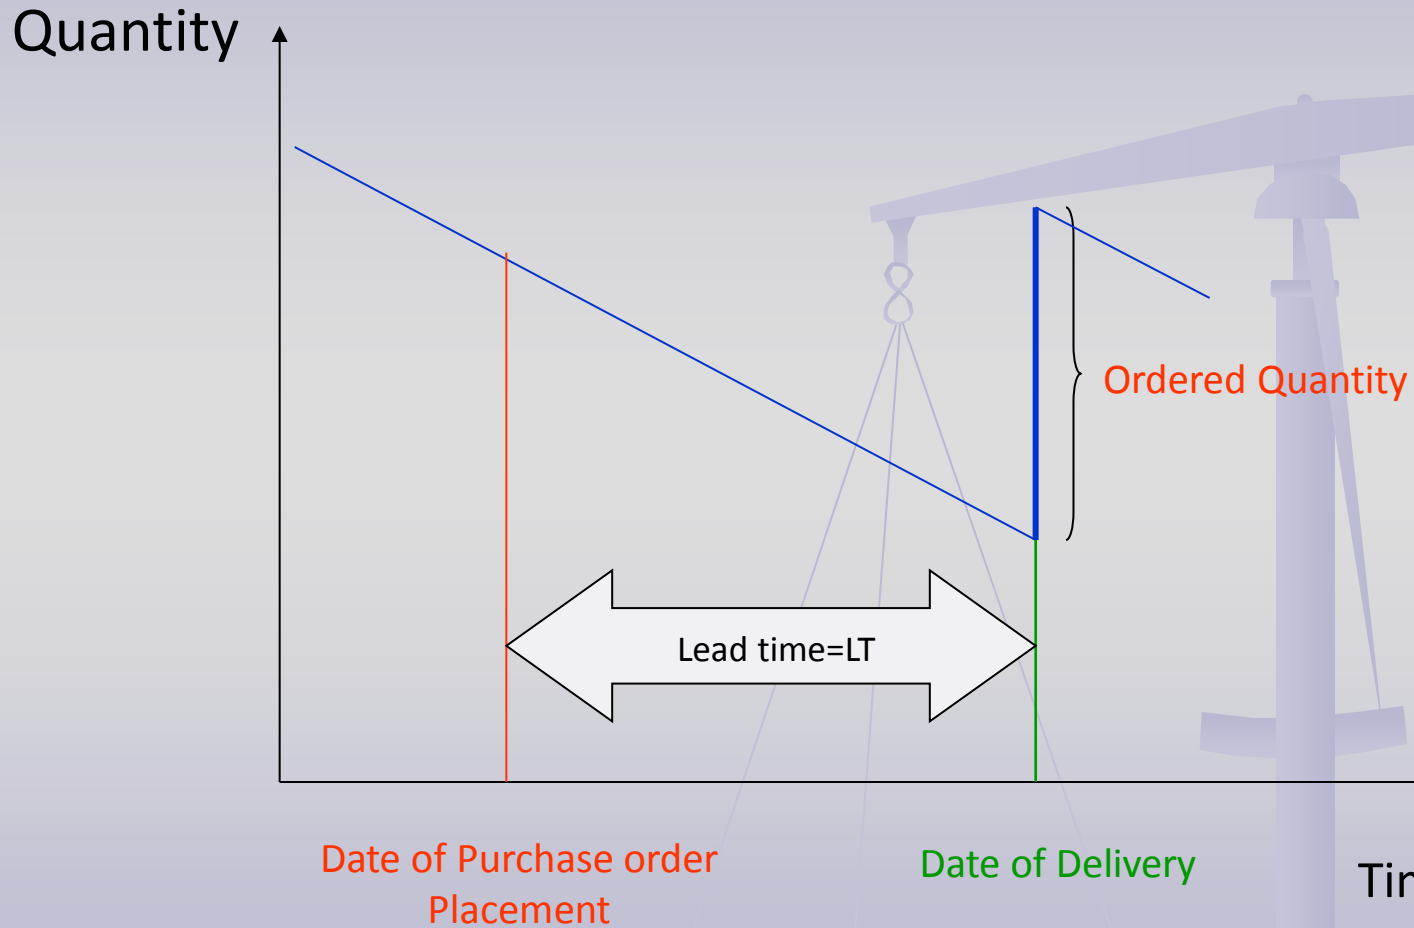 Quantity
Ordered Quantity
Lead time=LT
Date of Purchase order
Placement
Date of Delivery